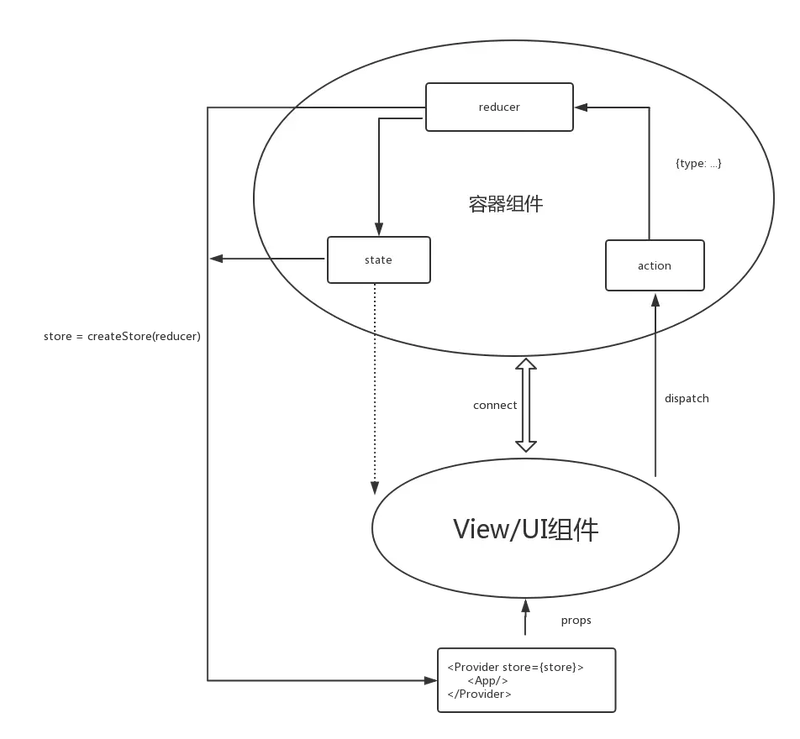 reducer
{type: ...}
容器组件
state
action
store = createStore(reducer)
connect
dispatch
View/UI组件
props
<Provider store={store}>
<App/>
</Provider>